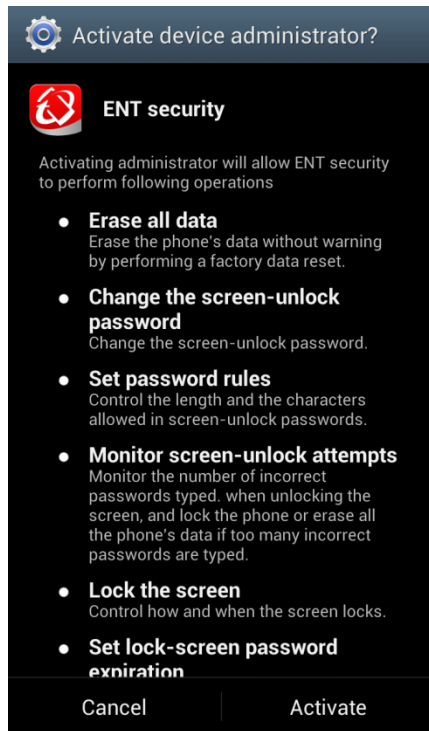 Activate device administrator?
ENT security
Activating administrator will allow ENT security
to perform following operations
Erase all data
Erase the phone's data without warning
by performing a factory data reset.
Change the screen-unlock
password
Change the screen-unlock password.
Set password rules
Control the length and the characters
allowed in screen-unlock passwords.
Monitor screen-unlock attempts
Monitor the number of incorrect
passwords typed. when unlocking the
screen, and lock the phone or erase all
the phone's data if too many incorrect
passwords are typed.
Lock the screen
Control how and when the screen locks.
Set lock-screen password
expiration
Cancel
Activate